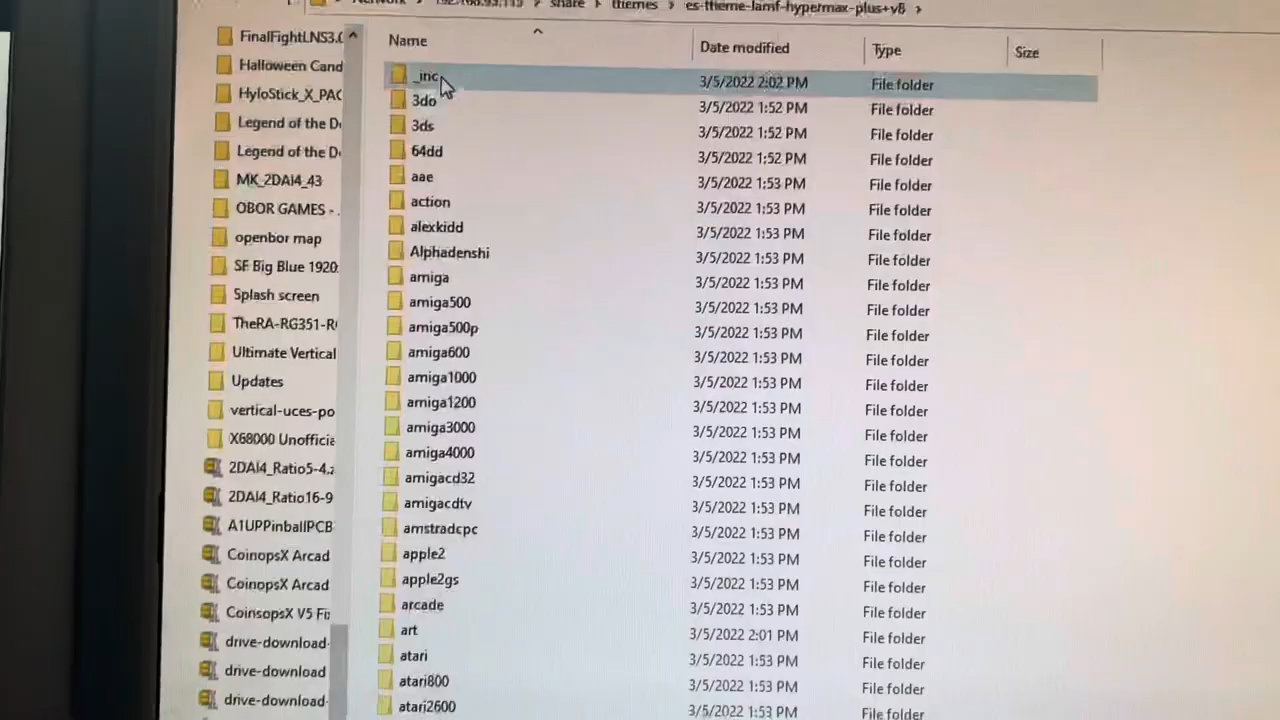 Network > 192.168.93.115 > share > themes > es-theme-lamf-hypermax-plus+v8 >
Name Date modified Type Size
FinalFightLNS3.
Halloween Cand
HyloStick_X_PAC
Legend of the D
Legend of the D
MK_2DAI4_43
OBOR GAMES - .
openbor map
SF Big Blue 1920
Splash screen
TheRA-RG351-R
Ultimate Vertical
Updates
vertical-uces-po
X68000 Unofficia
2DAI4_Ratio5-4.
2DAI4_Ratio16-9
A1UPPinballPCB
CoinopsX Arcad
CoinopsX Arcad
CoinsopsX V5 Fi
drive-download-
drive-download
drive-download-
_inc 3/5/2022 2:02 PM File folder
3do 3/5/2022 1:52 PM File folder
3ds 3/5/2022 1:52 PM File folder
64dd 3/5/2022 1:52 PM File folder
aae 3/5/2022 1:53 PM File folder
action 3/5/2022 1:53 PM File folder
alexkidd 3/5/2022 1:53 PM File folder
Alphadenshi 3/5/2022 1:53 PM File folder
amiga 3/5/2022 1:53 PM File folder
amiga500 3/5/2022 1:53 PM File folder
amiga500p 3/5/2022 1:53 PM File folder
amiga600 3/5/2022 1:53 PM File folder
amiga1000 3/5/2022 1:53 PM File folder
amiga1200 3/5/2022 1:53 PM File folder
amiga3000 3/5/2022 1:53 PM File folder
amiga4000 3/5/2022 1:53 PM File folder
amigacd32 3/5/2022 1:53 PM File folder
amigacdtv 3/5/2022 1:53 PM File folder
amstradcpc 3/5/2022 1:53 PM File folder
apple2 3/5/2022 1:53 PM File folder
apple2gs 3/5/2022 1:53 PM File folder
arcade 3/5/2022 1:53 PM File folder
art 3/5/2022 2:01 PM File folder
atari 3/5/2022 1:53 PM File folder
atari800 3/5/2022 1:53 PM File folder
atari2600 3/5/2022 1:53 PM File folder